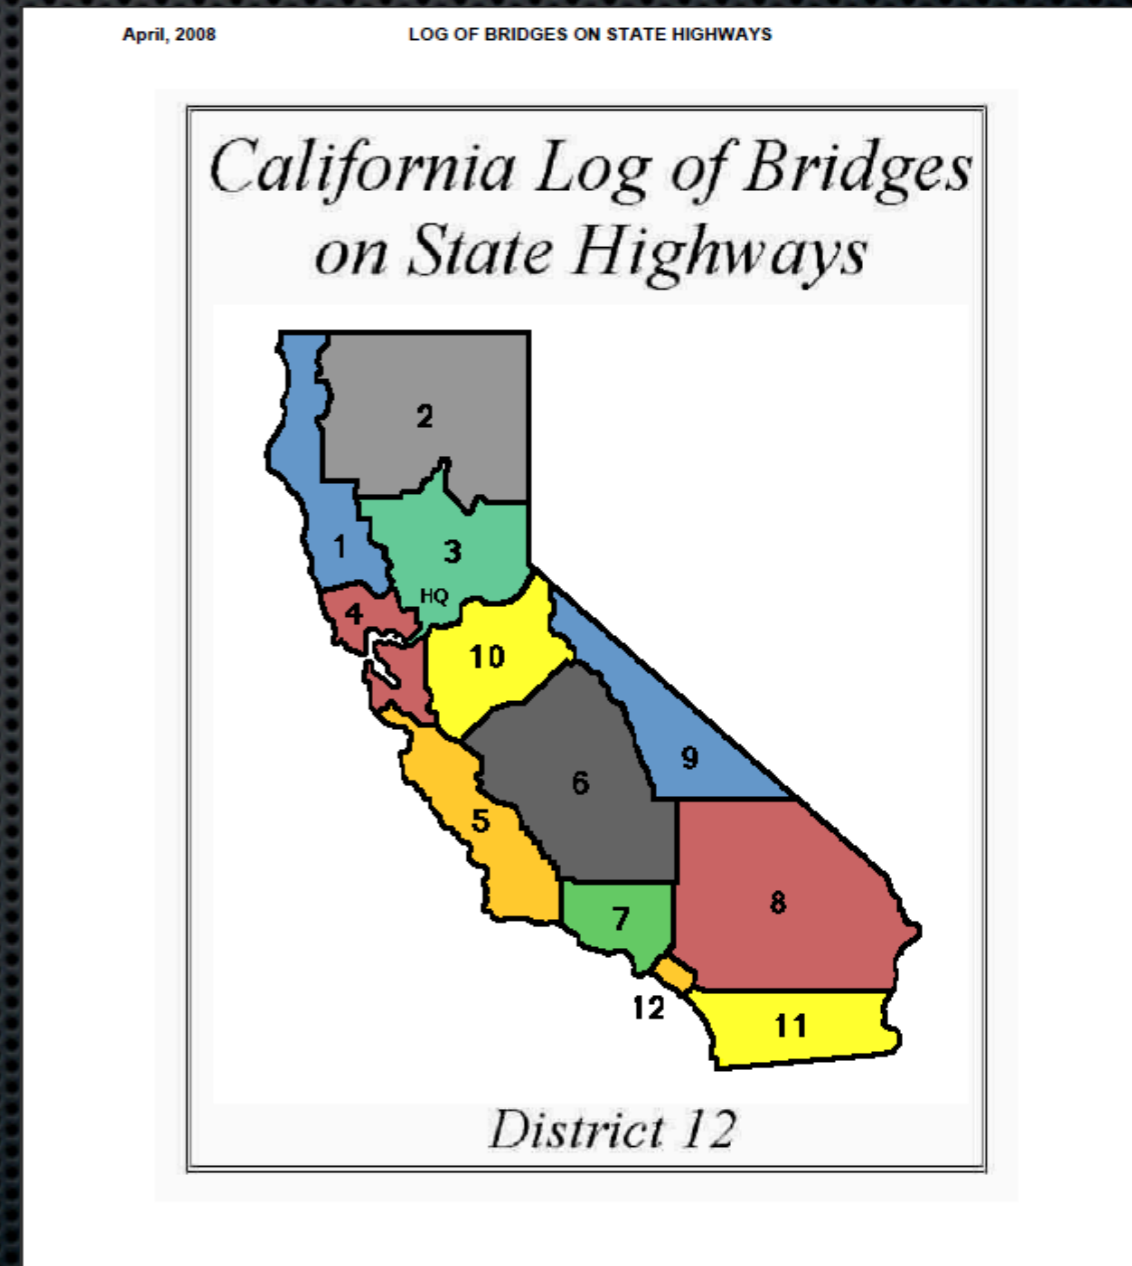 April, 2008 LOG OF BRIDGES ON STATE HIGHWAYS
California Log of Bridges
on State Highways
2
1
3
HQ
4
10
9
6
5
8
7
12
11
District 12